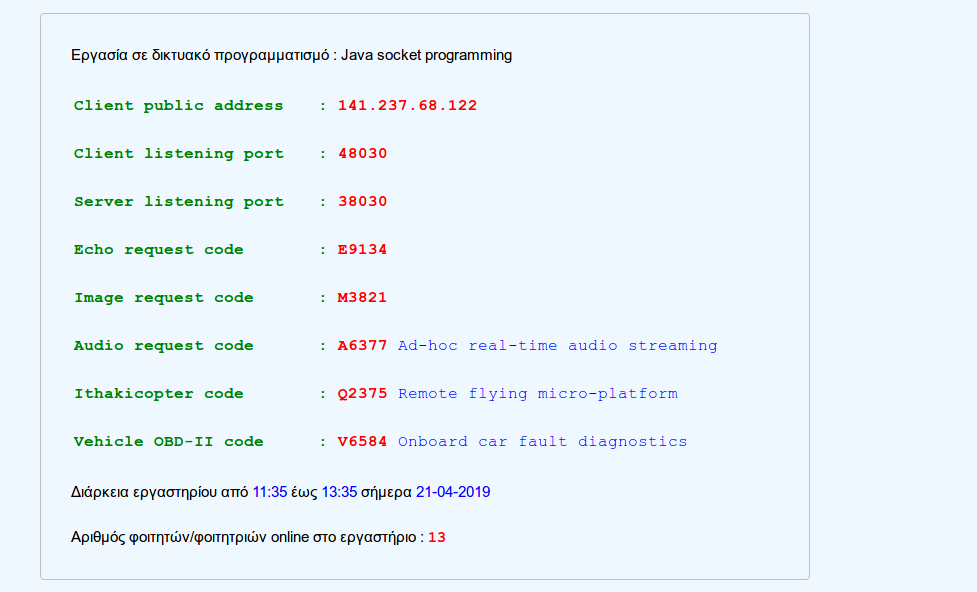 Εργασία σε δικτυακό προγραμματισμό : Java socket programming
Client public address : 141.237.68.122
Client listening port : 48030
Server listening port : 38030
Echo request code : E9134
Image request code : M3821
Audio request code : A6377 Ad-hoc real-time audio streaming
Ithakicopter code : Q2375 Remote flying micro-platform
Vehicle OBD-II code : V6584 Onboard car fault diagnostics
Διάρκεια εργαστηρίου από 11:35 έως 13:35 σήμερα 21-04-2019
Αριθμός φοιτητών/φοιτητριών online στο εργαστήριο : 13